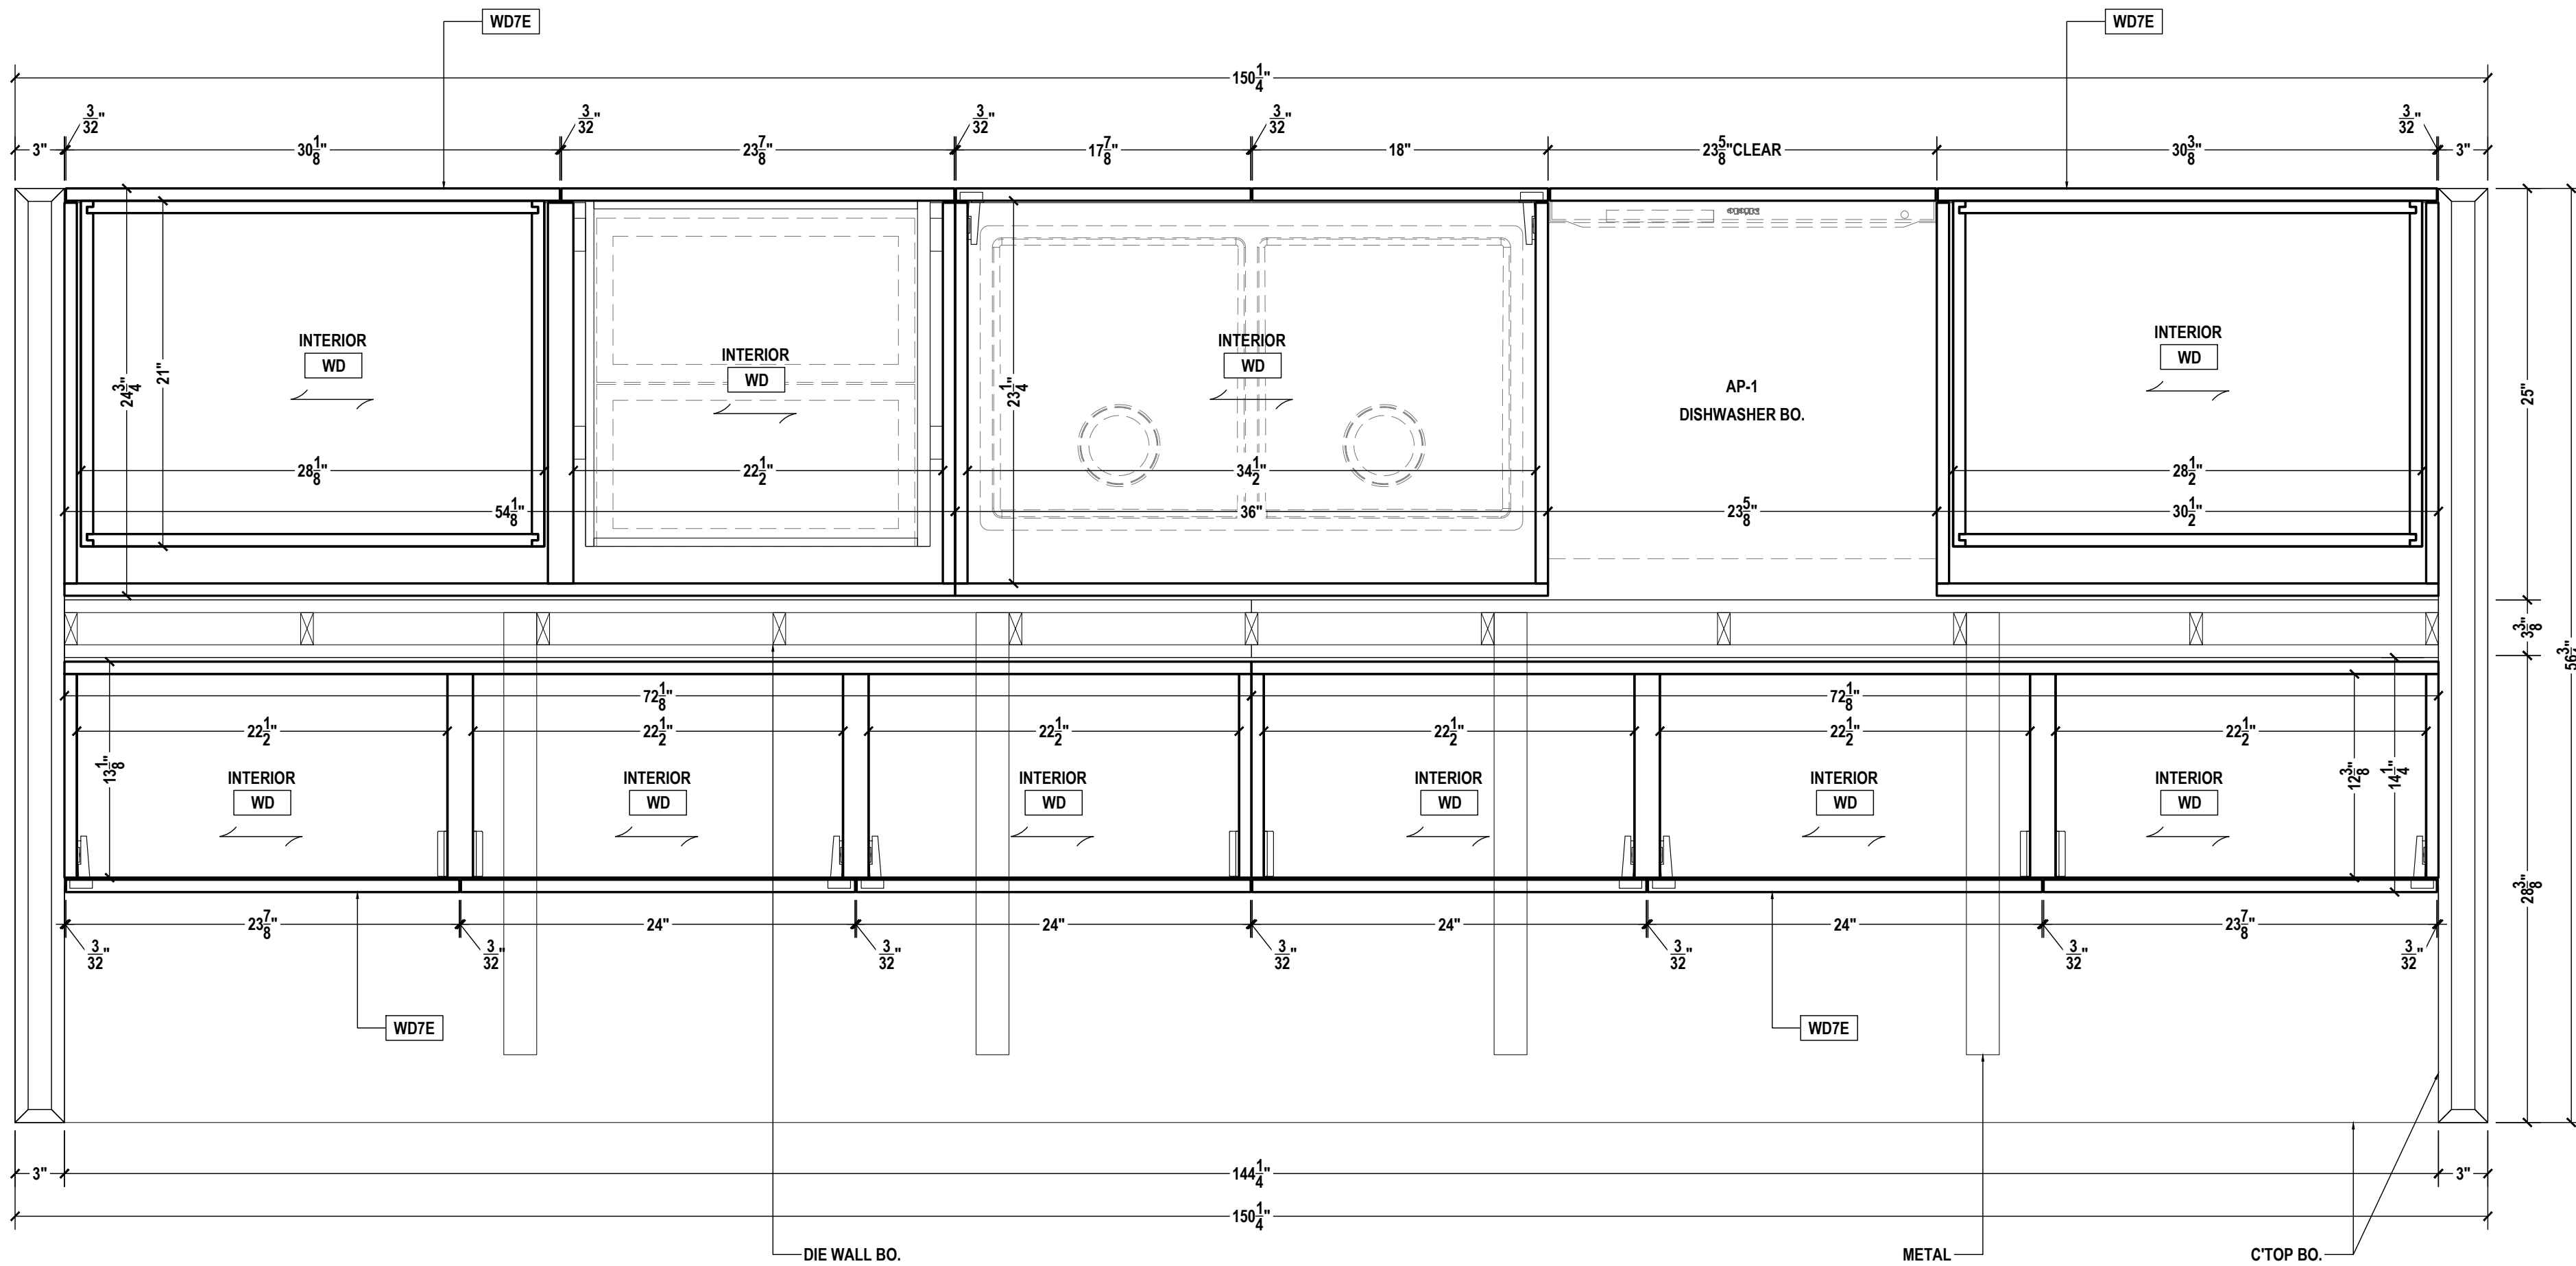 WD7E
WD7E
150 1/4"
3/32"
3/32"
3/32"
3/32"
3/32"
3"
30 1/8"
23 7/8"
17 7/8"
18"
23 5/8"CLEAR
30 3/8"
3"
INTERIOR
WD
INTERIOR
WD
INTERIOR
WD
AP-1
DISHWASHER BO.
INTERIOR
WD
24 3/4"
21"
23 1/4"
25"
28 1/8"
22 1/2"
34 1/2"
28 1/2"
54 1/8"
36"
23 5/8"
30 1/2"
3 3/8"
56 3/4"
72 1/8"
72 1/8"
22 1/2"
22 1/2"
22 1/2"
22 1/2"
22 1/2"
22 1/2"
13 1/8"
12 3/8"
14 1/4"
28 3/8"
INTERIOR
WD
INTERIOR
WD
INTERIOR
WD
INTERIOR
WD
INTERIOR
WD
INTERIOR
WD
23 7/8"
24"
24"
24"
24"
23 7/8"
3/32"
3/32"
3/32"
3/32"
3/32"
3/32"
3/32"
WD7E
WD7E
3"
144 1/4"
3"
150 1/4"
DIE WALL BO.
METAL
C'TOP BO.